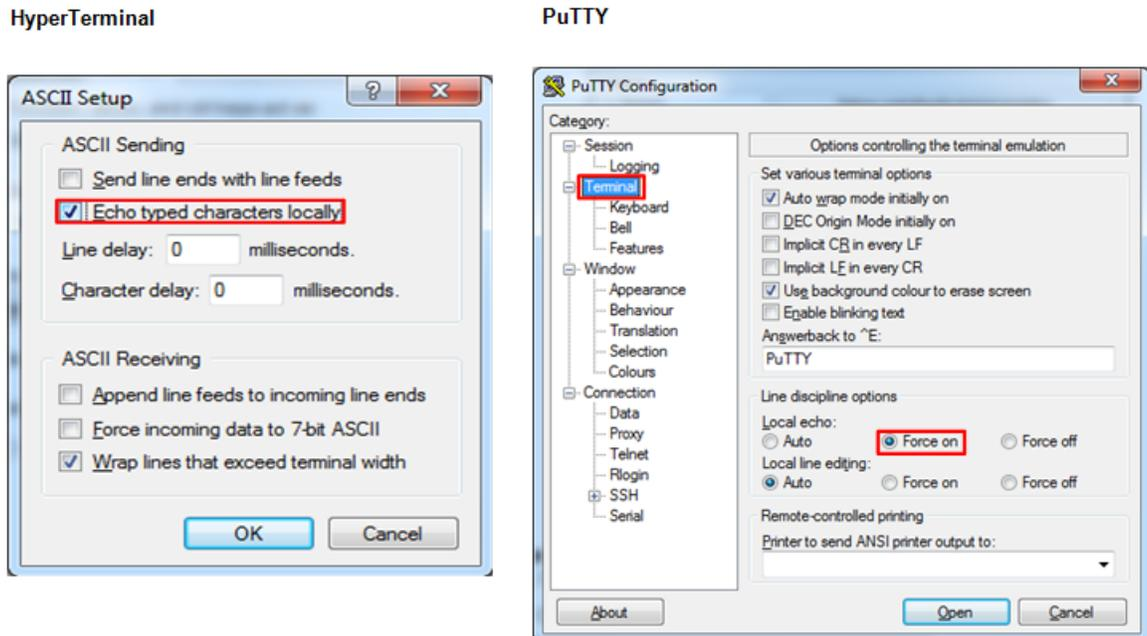 HyperTerminal
ASCII Setup
ASCII Sending
Send line ends with line feeds
Echo typed characters locally
Line delay: 0 milliseconds.
Character delay: 0 milliseconds.
ASCII Receiving
Append line feeds to incoming line ends
Force incoming data to 7-bit ASCII
Wrap lines that exceed terminal width
OK Cancel
PuTTY
PuTTY Configuration
Category:
Session
Logging
Terminal
Keyboard
Bell
Features
Window
Appearance
Behaviour
Translation
Selection
Colours
Connection
Data
Proxy
Telnet
Rlogin
SSH
Serial
Options controlling the terminal emulation
Set various terminal options
Auto wrap mode initially on
DEC Origin Mode initially on
Implicit CR in every LF
Implicit LF in every CR
Use background colour to erase screen
Enable blinking text
Answerback to ^E:
PuTTY
Line discipline options
Local echo:
Auto Force on Force off
Local line editing:
Auto Force on Force off
Remote-controlled printing
Printer to send ANSI printer output to:
About Open Cancel